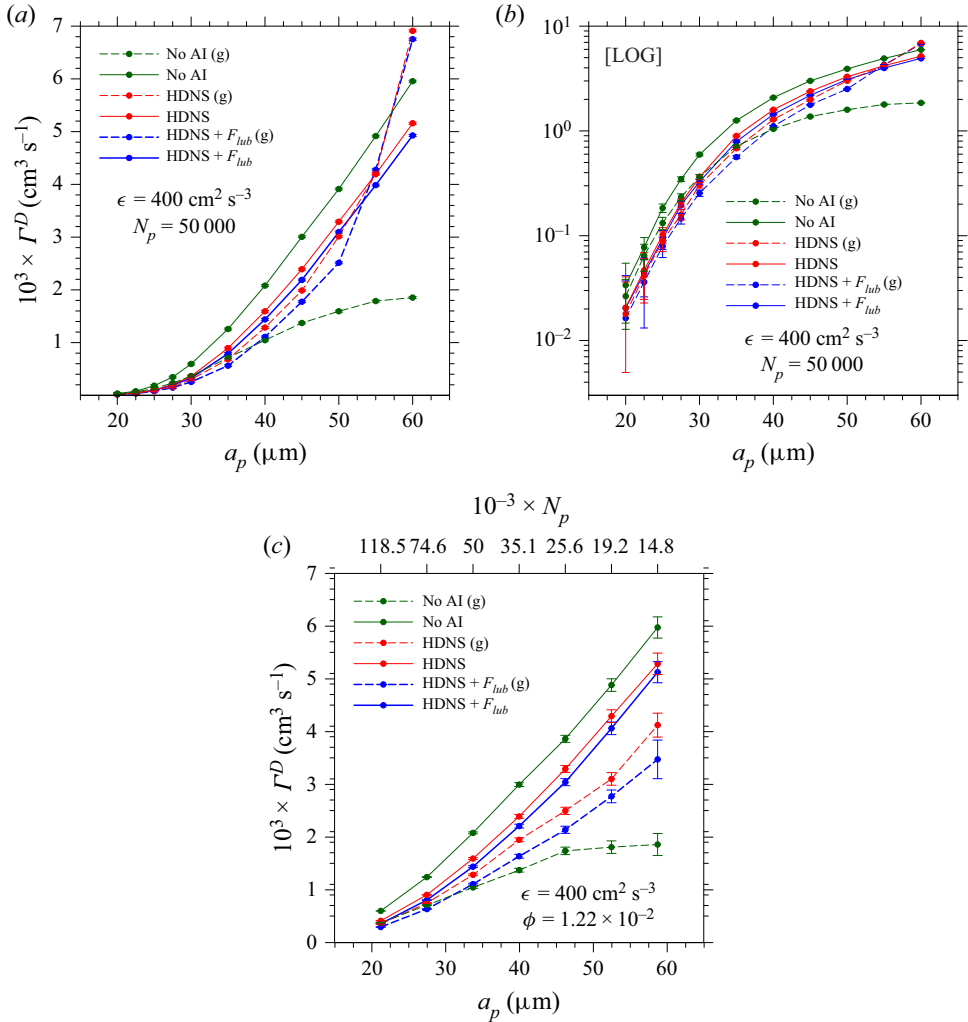 (a)
7
6
5
4
3
2
1
10³ × Γᴰ (cm³ s⁻¹)
No AI (g)
No AI
HDNS (g)
HDNS
HDNS + F_lub (g)
HDNS + F_lub
ϵ = 400 cm² s⁻³
N_p = 50 000
20 30 40 50 60
a_p (μm)
(b)
[LOG]
10¹
10⁰
10⁻¹
10⁻²
No AI (g)
No AI
HDNS (g)
HDNS
HDNS + F_lub (g)
HDNS + F_lub
ϵ = 400 cm² s⁻³
N_p = 50 000
20 30 40 50 60
a_p (μm)
10⁻³ × N_p
(c)
118.5 74.6 50 35.1 25.6 19.2 14.8
7
6
5
4
3
2
1
0
10³ × Γᴰ (cm³ s⁻¹)
No AI (g)
No AI
HDNS (g)
HDNS
HDNS + F_lub (g)
HDNS + F_lub
ϵ = 400 cm² s⁻³
ϕ = 1.22 × 10⁻²
20 30 40 50 60
a_p (μm)